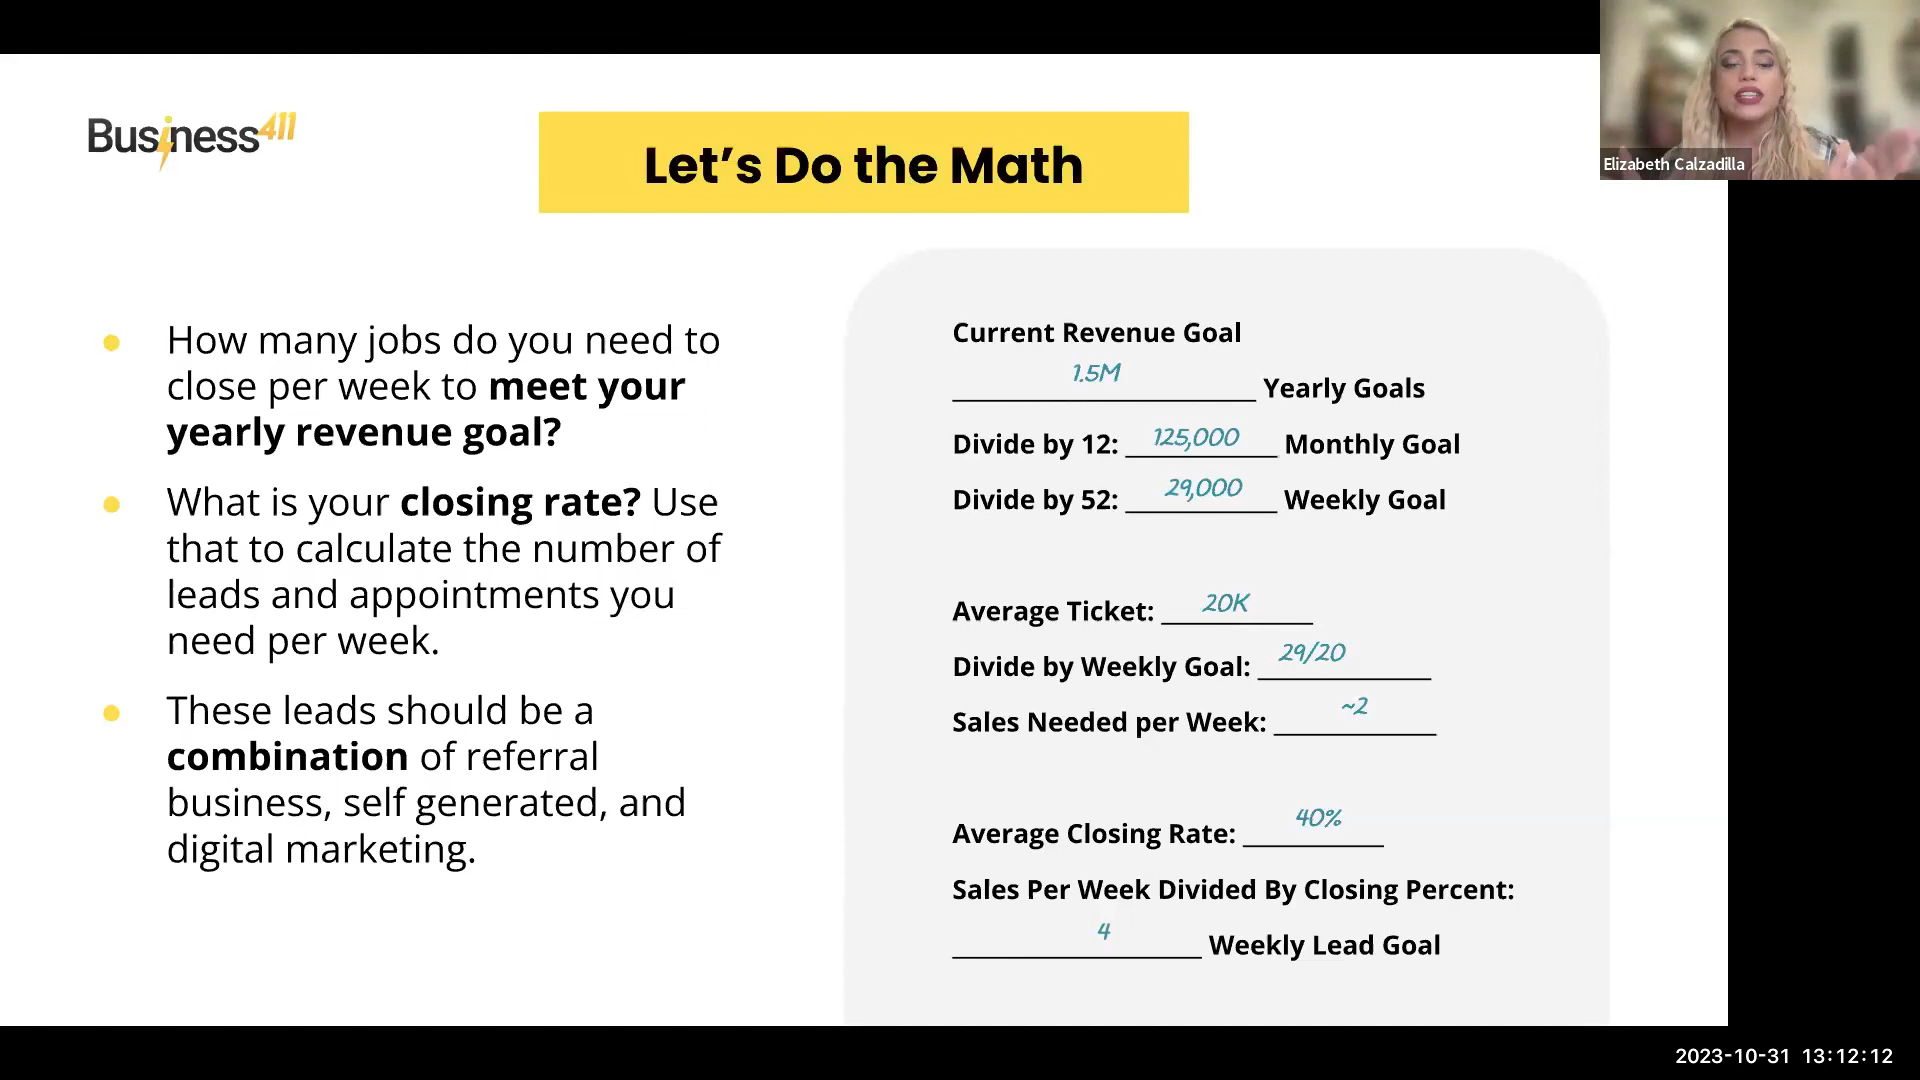 Business411
Let’s Do the Math
Elizabeth Calzadilla
How many jobs do you need to
close per week to meet your
yearly revenue goal?
What is your closing rate? Use
that to calculate the number of
leads and appointments you
need per week.
These leads should be a
combination of referral
business, self generated, and
digital marketing.
Current Revenue Goal
1.5M Yearly Goals
Divide by 12: 125,000 Monthly Goal
Divide by 52: 29,000 Weekly Goal
Average Ticket: 20K
Divide by Weekly Goal: 29/20
Sales Needed per Week: ~2
Average Closing Rate: 40%
Sales Per Week Divided By Closing Percent:
4 Weekly Lead Goal
2023-10-31 13:12:12